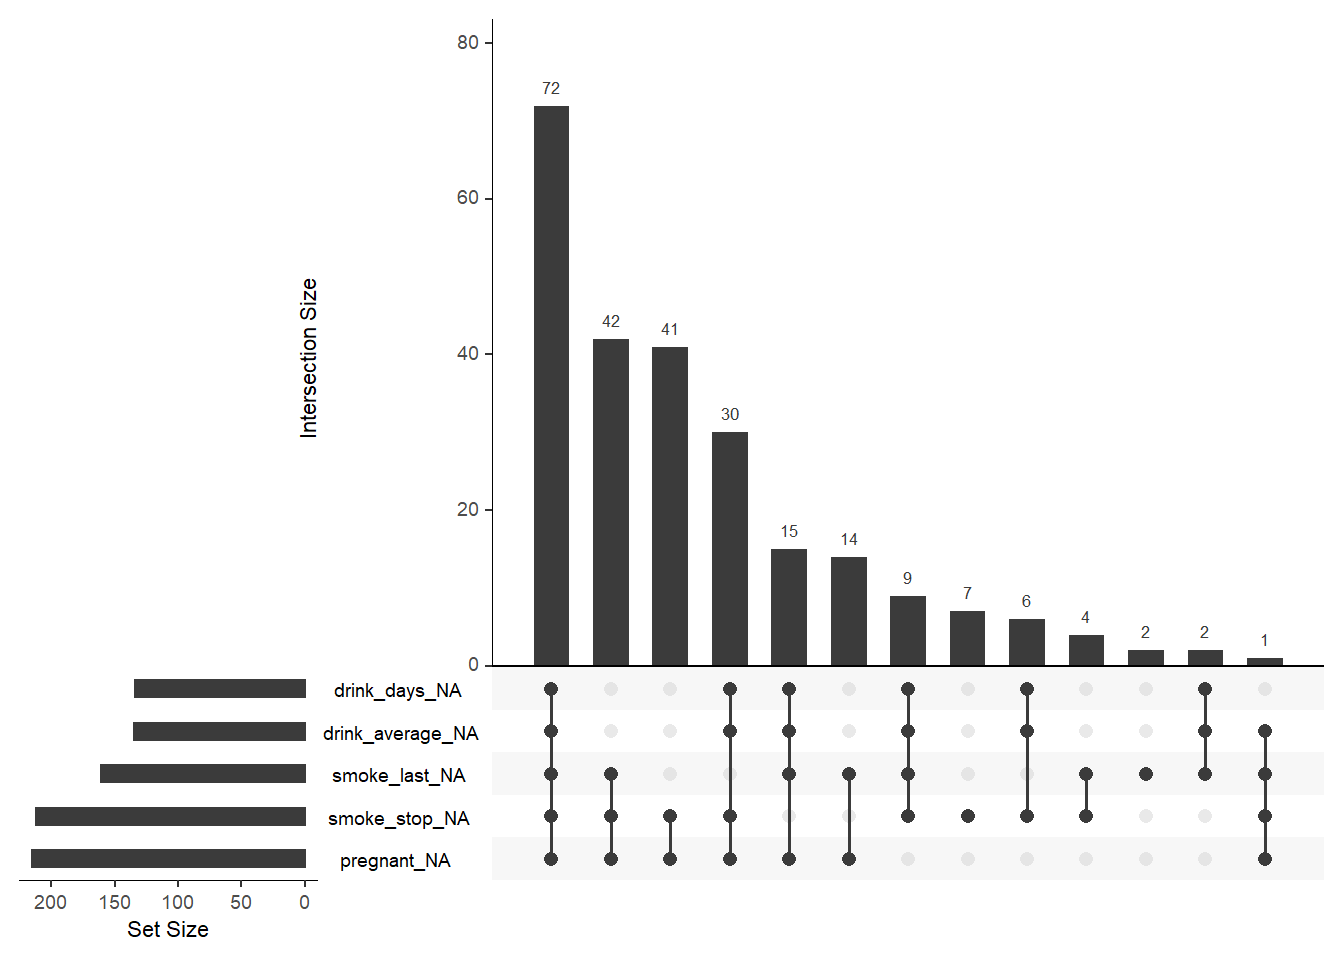 80
60
40
20
0
Intersection Size
72
42
41
30
15
14
9
7
6
4
2
2
1
drink_days_NA
drink_average_NA
smoke_last_NA
smoke_stop_NA
pregnant_NA
200 150 100 50 0
Set Size